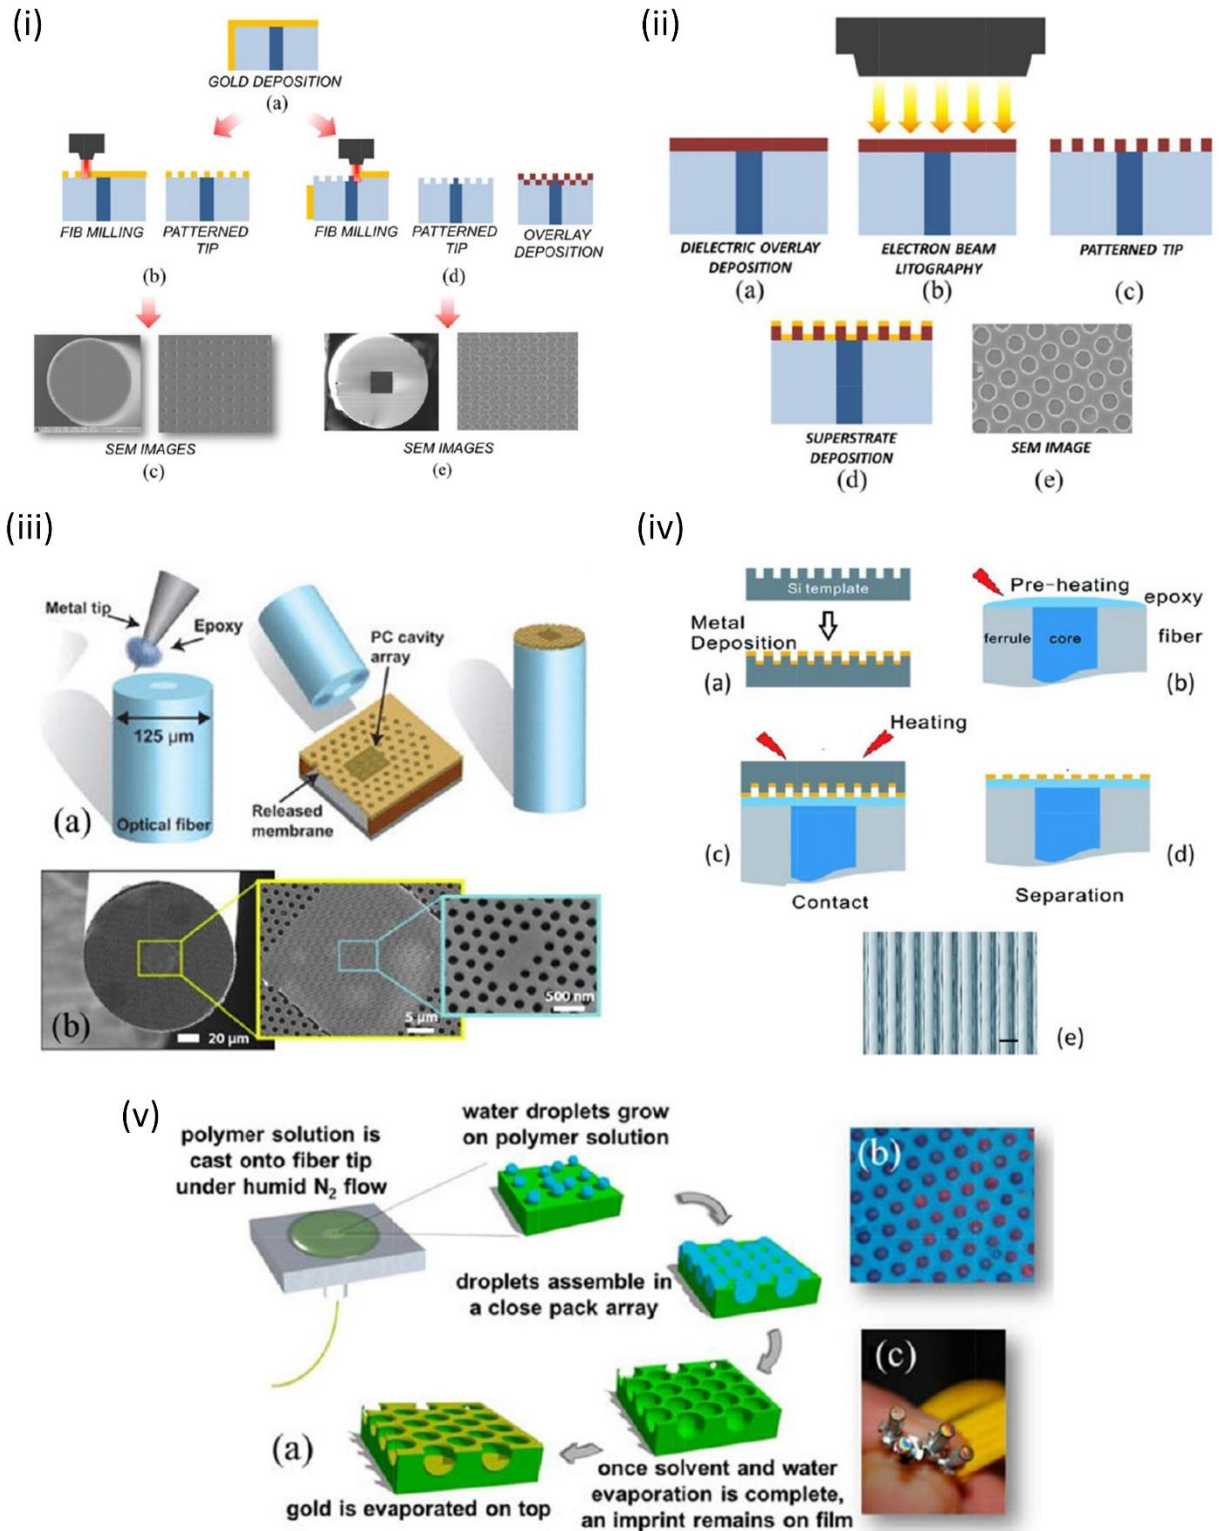 (i)
GOLD DEPOSITION
(a)
FIB MILLING
PATTERNED
TIP
FIB MILLING
PATTERNED
TIP
OVERLAY
DEPOSITION
(b)
(d)
SEM IMAGES
(c)
SEM IMAGES
(e)
(ii)
DIELECTRIC OVERLAY
DEPOSITION
(a)
ELECTRON BEAM
LITOGRAPHY
(b)
PATTERNED TIP
(c)
SUPERSTRATE
DEPOSITION
(d)
SEM IMAGE
(e)
(iii)
Metal tip
Epoxy
125 µm
Optical fiber
PC cavity
array
Released
membrane
(a)
(b)
20 µm
5 µm
500 nm
(iv)
Si template
Metal
Deposition
(a)
Pre-heating
epoxy
ferrule
core
fiber
(b)
Heating
(c)
Contact
(d)
Separation
(e)
(v)
polymer solution is
cast onto fiber tip
under humid N₂ flow
water droplets grow
on polymer solution
droplets assemble in
a close pack array
once solvent and water
evaporation is complete,
an imprint remains on film
gold is evaporated on top
(a)
(b)
(c)